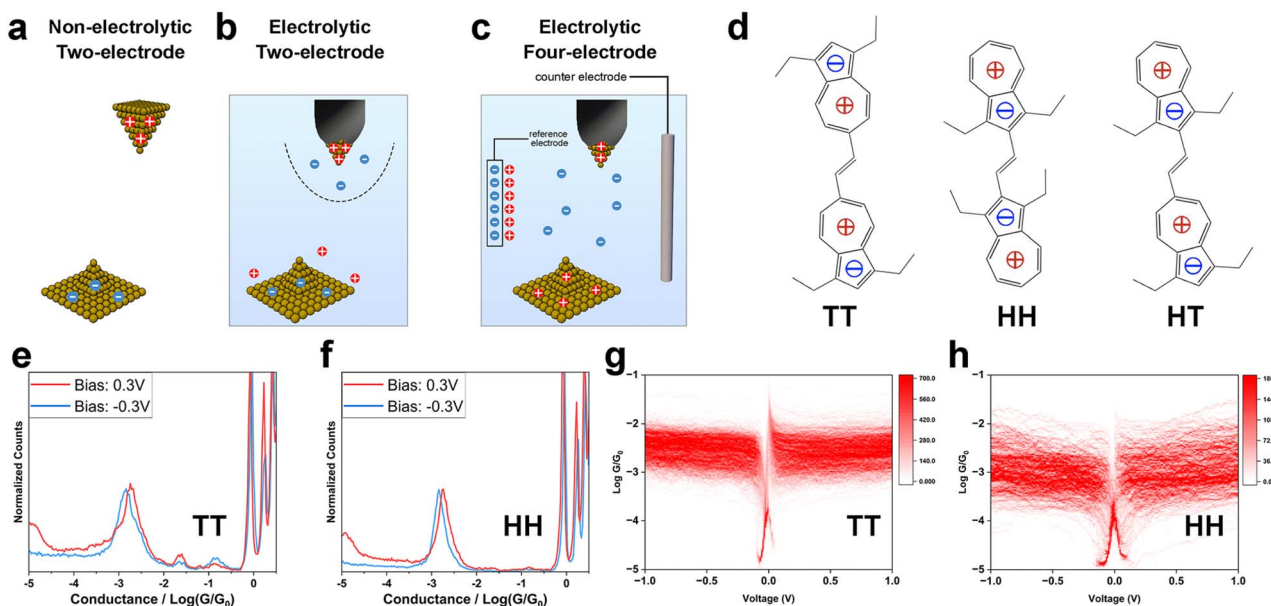 a Non-electrolytic
Two-electrode
b Electrolytic
Two-electrode
c Electrolytic
Four-electrode
counter electrode
reference
electrode
d
TT
HH
HT
e
Bias: 0.3V
Bias: -0.3V
TT
Normalized Counts
-5 -4 -3 -2 -1 0
Conductance / Log(G/G0)
f
Bias: 0.3V
Bias: -0.3V
HH
Normalized Counts
-5 -4 -3 -2 -1 0
Conductance / Log(G/G0)
g
Log G/G0
−1
−2
−3
−4
−5
−1.0 −0.5 0.0 0.5 1.0
Voltage (V)
TT
700.0
560.0
420.0
280.0
140.0
0.000
h
Log G/G0
−1
−2
−3
−4
−5
−1.0 −0.5 0.0 0.5 1.0
Voltage (V)
HH